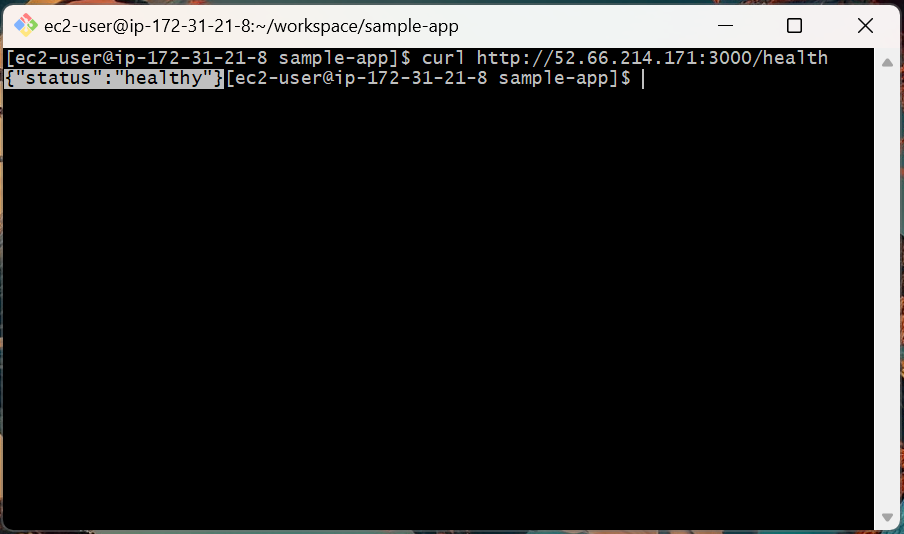 ec2-user@ip-172-31-21-8:~/workspace/sample-app
[ec2-user@ip-172-31-21-8 sample-app]$ curl http://52.66.214.171:3000/health
{"status":"healthy"}[ec2-user@ip-172-31-21-8 sample-app]$